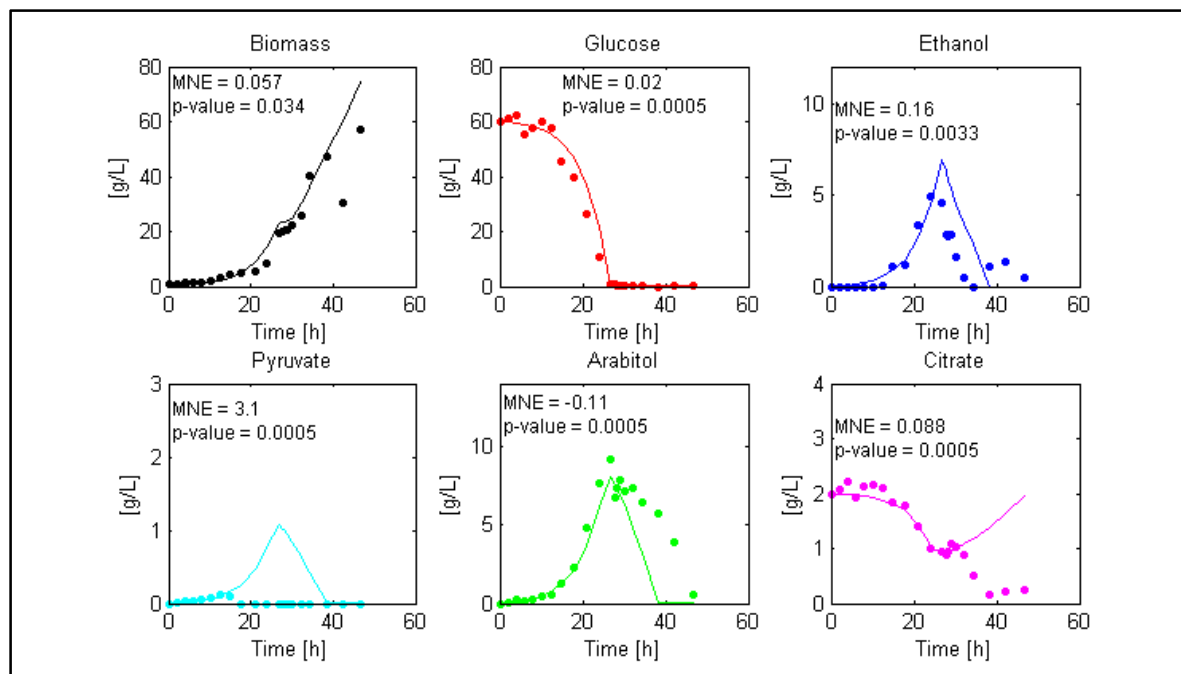 Biomass
Glucose
Ethanol
80
60
40
20
0
[g/L]
MNE = 0.057
p-value = 0.034
0 20 40 60
Time [h]
80
60
40
20
0
[g/L]
MNE = 0.02
p-value = 0.0005
0 20 40 60
Time [h]
10
5
0
[g/L]
MNE = 0.16
p-value = 0.0033
0 20 40 60
Time [h]
Pyruvate
Arabitol
Citrate
3
2
1
0
[g/L]
MNE = 3.1
p-value = 0.0005
0 20 40 60
Time [h]
10
5
0
[g/L]
MNE = -0.11
p-value = 0.0005
0 20 40 60
Time [h]
4
3
2
1
0
[g/L]
MNE = 0.088
p-value = 0.0005
0 20 40 60
Time [h]